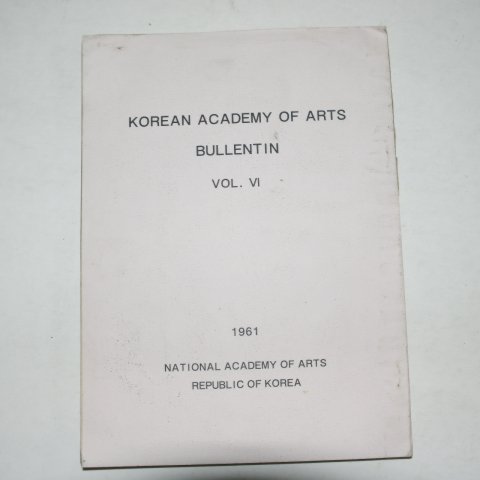 KOREAN ACADEMY OF ARTS
BULLENTIN
VOL. VI
1961
NATIONAL ACADEMY OF ARTS
REPUBLIC OF KOREA